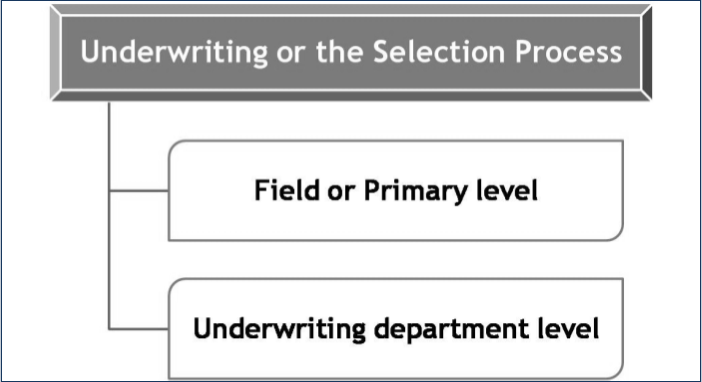 Underwriting or the Selection Process
Field or Primary level
Underwriting department level